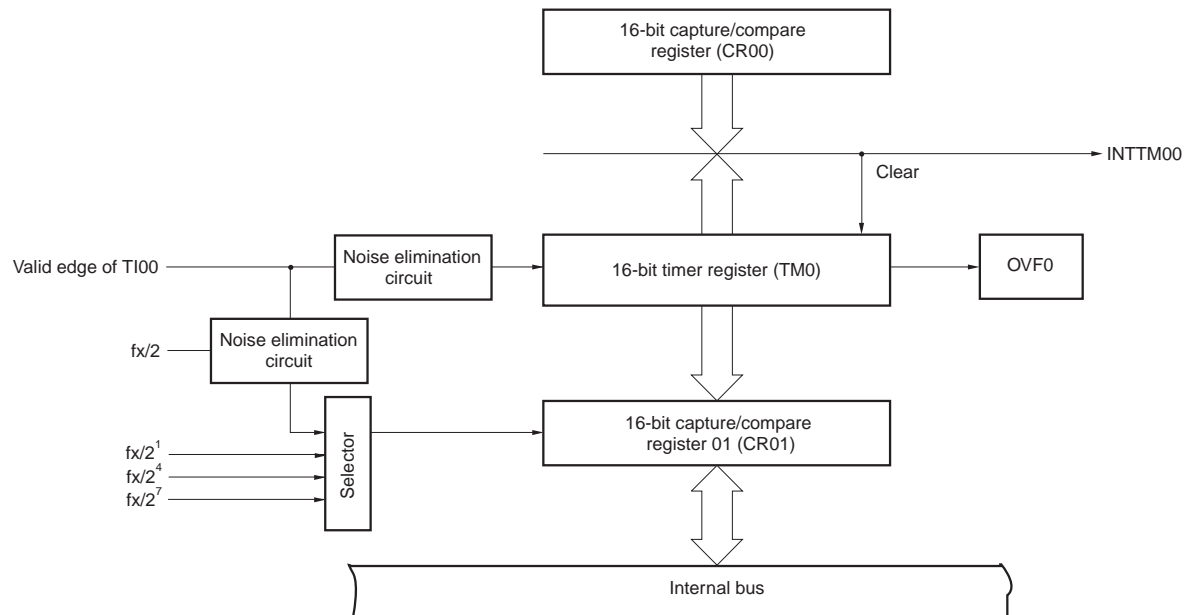 16-bit capture/compare
register (CR00)
INTTM00
Clear
Valid edge of TI00
Noise elimination
circuit
16-bit timer register (TM0)
OVF0
fx/2
Noise elimination
circuit
16-bit capture/compare
register 01 (CR01)
Selector
fx/2¹
fx/2⁴
fx/2⁷
Internal bus